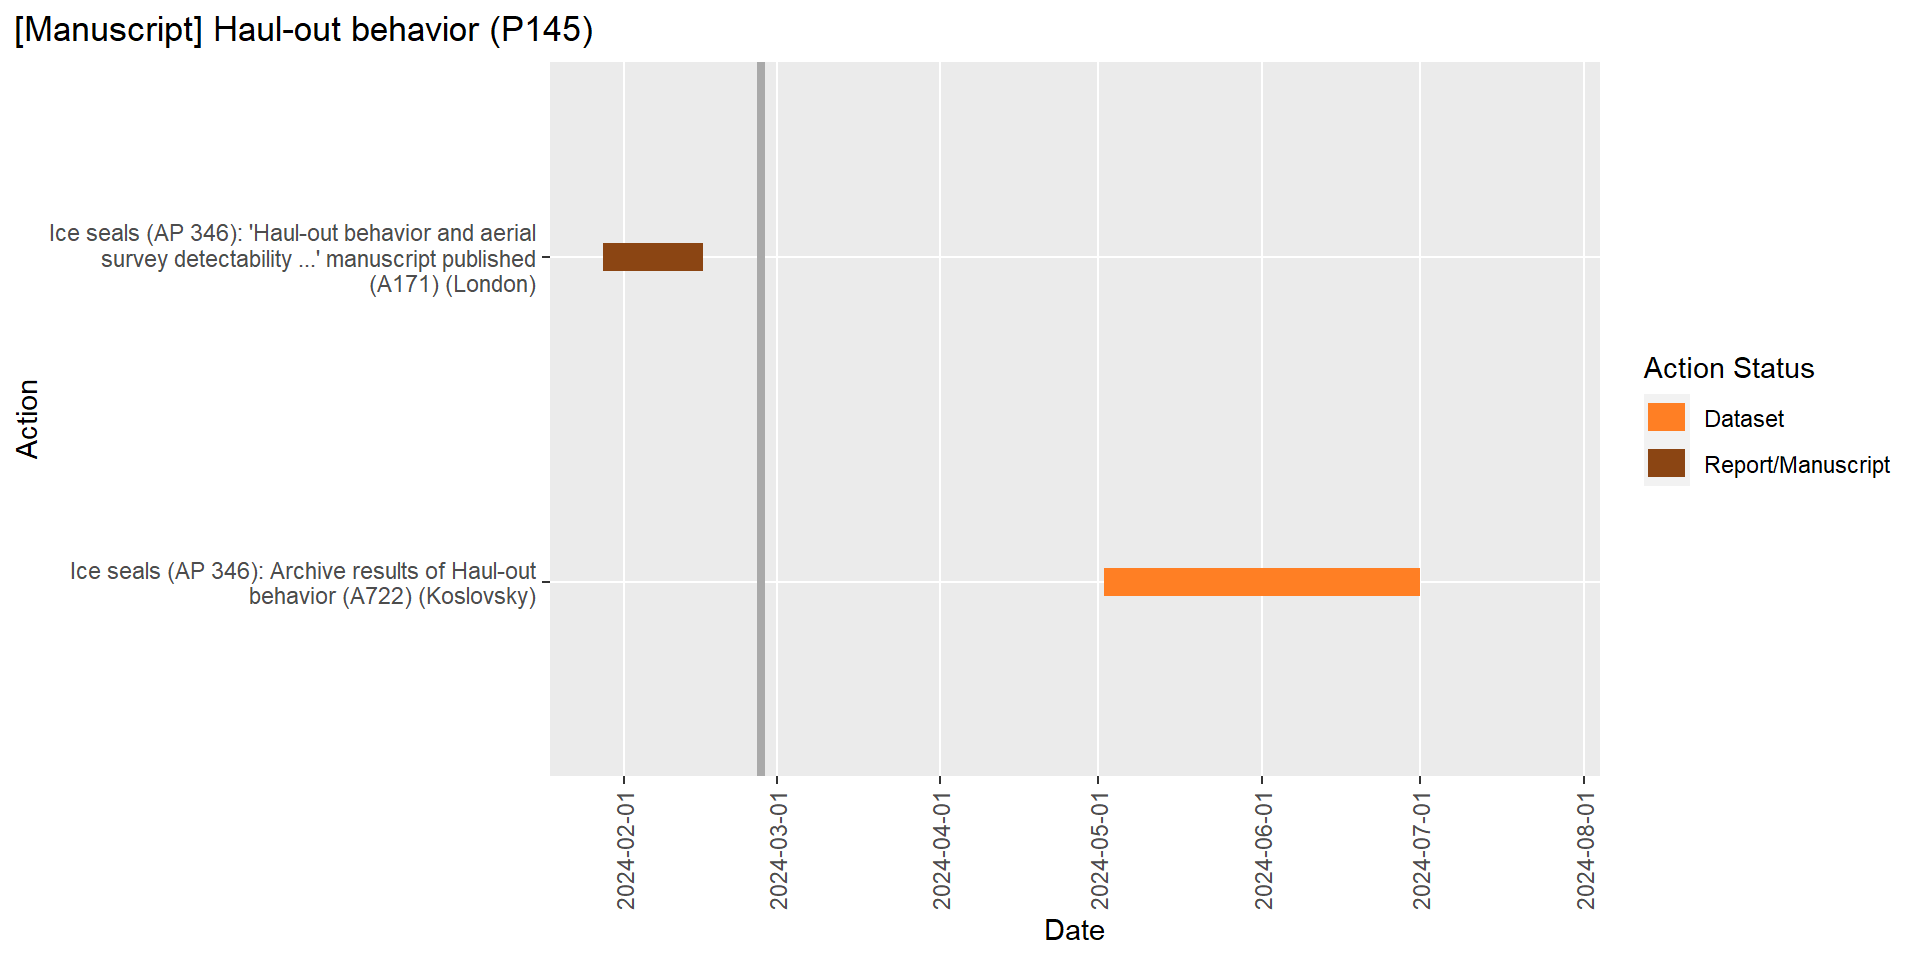 [Manuscript] Haul-out behavior (P145)
Action
Ice seals (AP 346): 'Haul-out behavior and aerial
survey detectability ...' manuscript published
(A171) (London)
Ice seals (AP 346): Archive results of Haul-out
behavior (A722) (Koslovsky)
2024-02-01
2024-03-01
2024-04-01
2024-05-01
2024-06-01
2024-07-01
2024-08-01
Date
Action Status
Dataset
Report/Manuscript